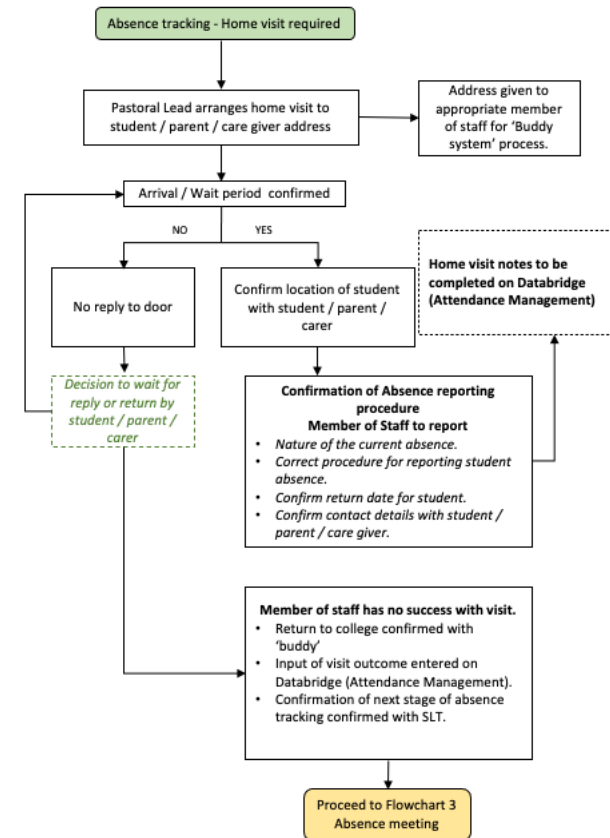 Absence tracking - Home visit required
Pastoral Lead arranges home visit to
student / parent / care giver address
Address given to
appropriate member
of staff for ‘Buddy
system’ process.
Arrival / Wait period confirmed
NO
YES
No reply to door
Confirm location of student
with student / parent /
carer
Home visit notes to be
completed on Databridge
(Attendance Management)
Decision to wait for
reply or return by
student / parent /
carer
Confirmation of Absence reporting
procedure
Member of Staff to report
• Nature of the current absence.
• Correct procedure for reporting student
absence.
• Confirm return date for student.
• Confirm contact details with student /
parent / care giver.
Member of staff has no success with visit.
• Return to college confirmed with
‘buddy’
• Input of visit outcome entered on
Databridge (Attendance Management).
• Confirmation of next stage of absence
tracking confirmed with SLT.
Proceed to Flowchart 3
Absence meeting